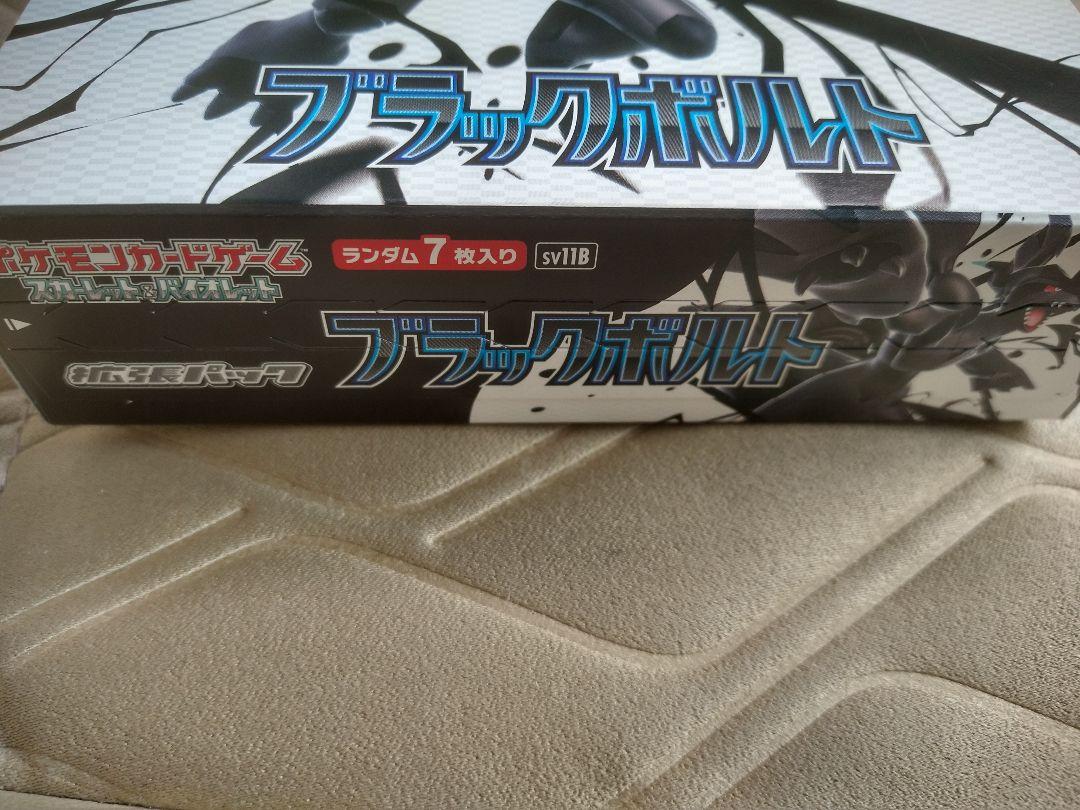 ブラックボルト
ポケモンカードゲーム™
スカーレット&バイオレット
ランダム7枚入り
sv11B
拡張パック
ブラックボルト